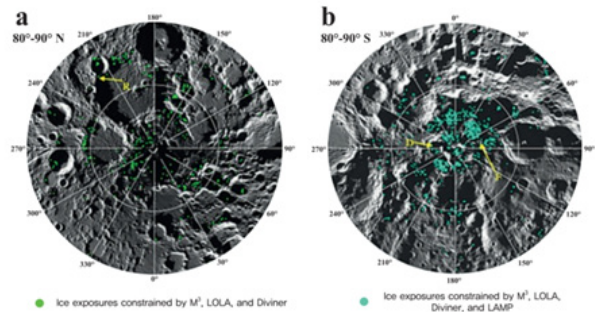 a
80°-90° N
180°
210°
240°
270°
300°
330°
0°
60°
90°
120°
R
Ice exposures constrained by M³, LOLA, and Diviner
b
80°-90° S
0°
30°
60°
90°
120°
150°
180°
210°
240°
270°
300°
330°
Ice exposures constrained by M³, LOLA,
Diviner, and LAMP